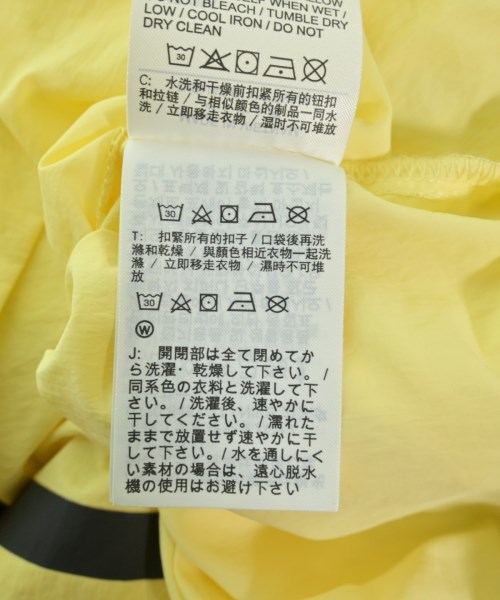 SELF WHEN WET /
DO NOT BLEACH / TUMBLE DRY
LOW / COOL IRON / DO NOT
DRY CLEAN
30
C: 水洗和干燥前扣紧所有的钮扣
和拉链 / 与相似颜色的制品一同水
洗 / 立即移走衣物 / 湿时不可堆放
30
T: 扣緊所有的扣子 / 口袋後再洗
滌和乾燥 / 與顏色相近衣物一起洗
滌 / 立即移走衣物 / 濕時不可堆
放
30
W
J: 開閉部は全て閉めてか
ら洗濯・乾燥して下さい。/
同系色の衣料と洗濯して下
さい。/ 洗濯後、速やかに
干してください。/ 濡れた
ままで放置せず速やかに干
して下さい。/ 水を通しにく
い素材の場合は、遠心脱水
機の使用はお避け下さい